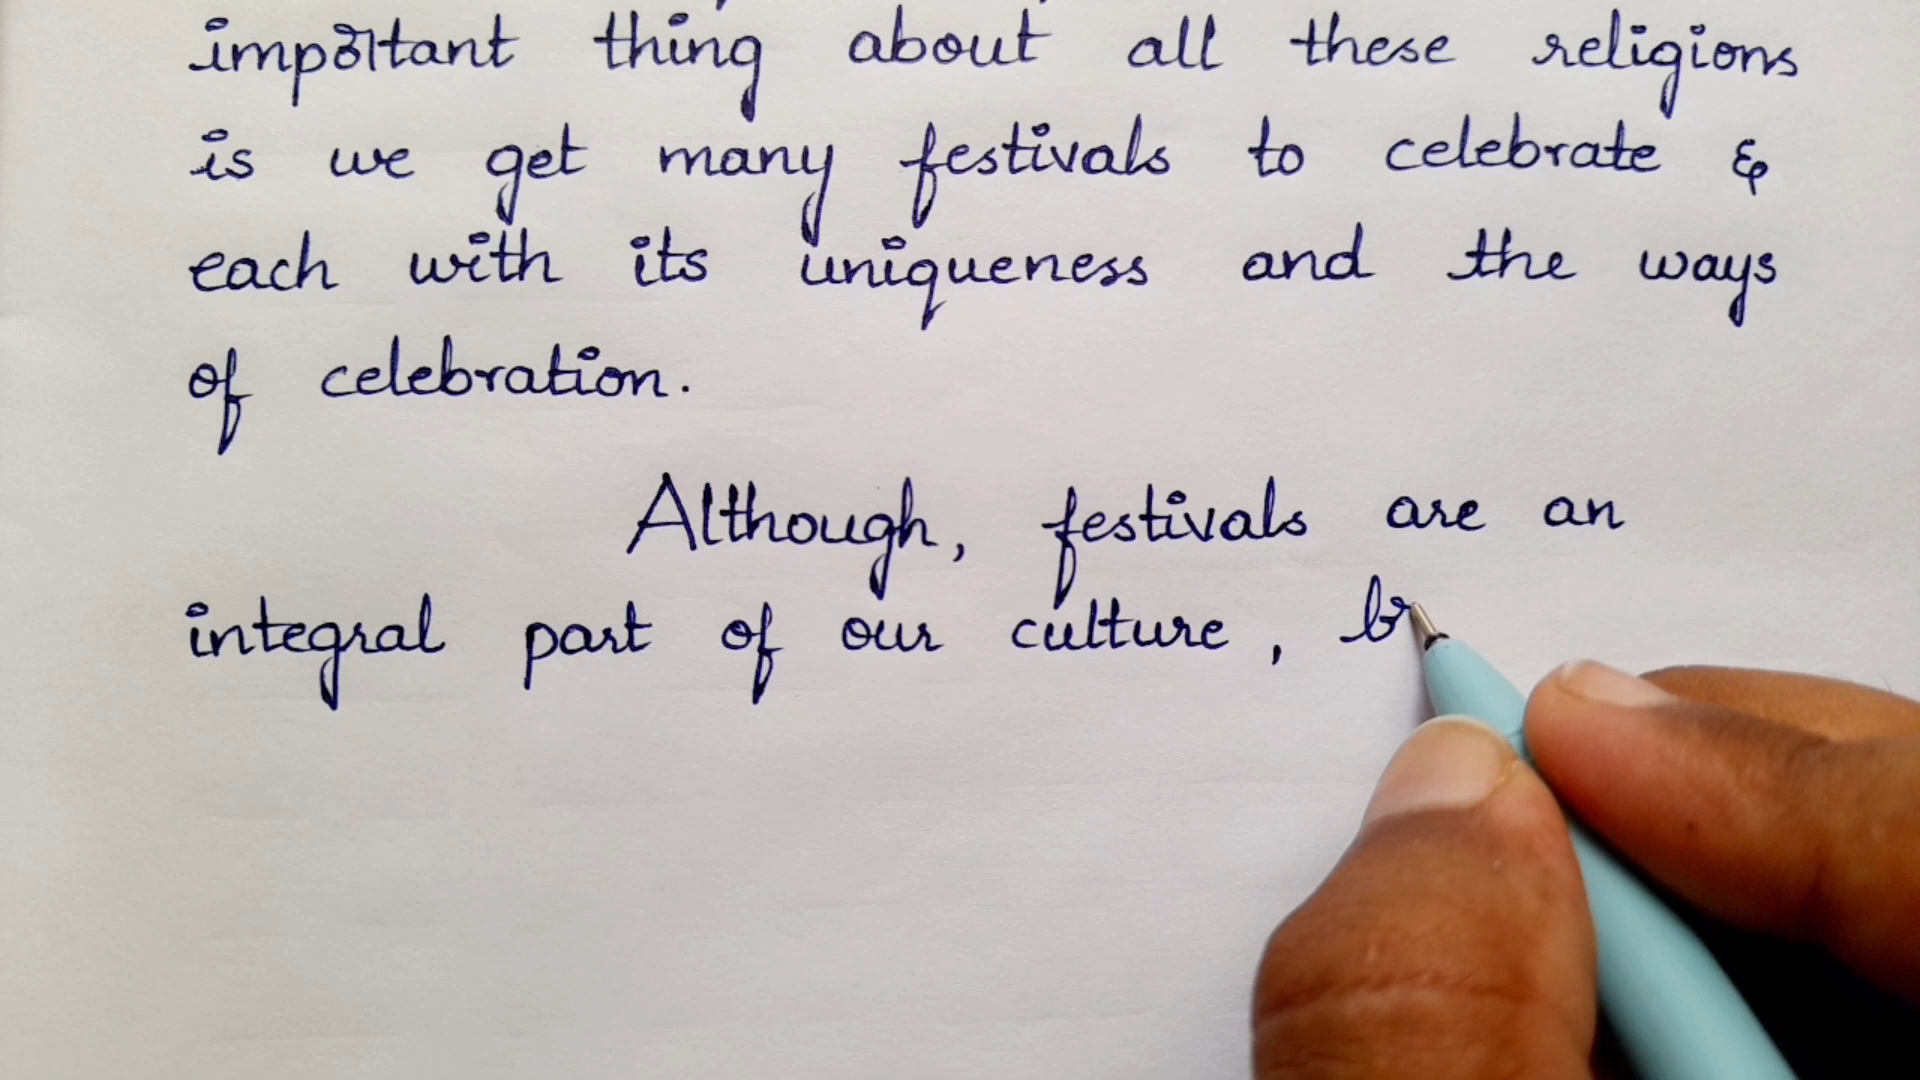 important thing about all these religions
is we get many festivals to celebrate &
each with its uniqueness and the ways
of celebration.
Although, festivals are an
integral part of our culture, b